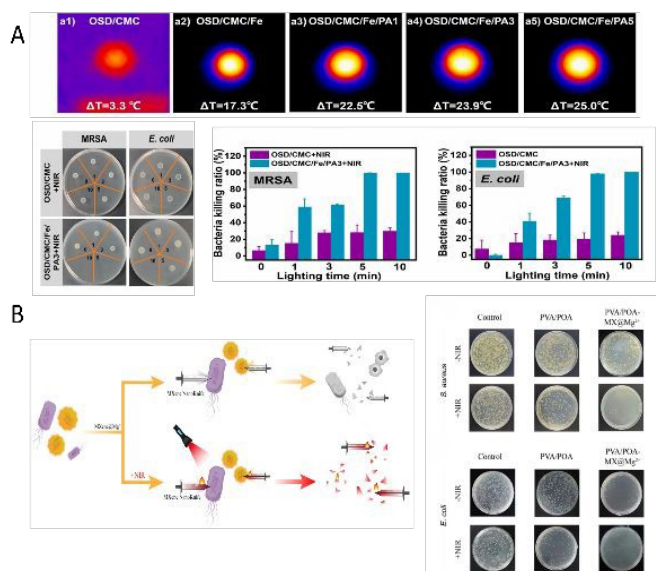 A
a1) OSD/CMC
a2) OSD/CMC/Fe
a3) OSD/CMC/Fe/PA1
a4) OSD/CMC/Fe/PA3
a5) OSD/CMC/Fe/PA5
ΔT=3.3 ℃
ΔT=17.3℃
ΔT=22.5℃
ΔT=23.9℃
ΔT=25.0℃
MRSA
E. coli
OSD/CMC
+NIR
OSD/CMC/Fe/
PA3+NIR
Bacteria killing ratio (%)
120
100
80
60
40
20
0
OSD/CMC+NIR
OSD/CMC/Fe/PA3+NIR
MRSA
0 1 3 5 10
Lighting time (min)
Bacteria killing ratio (%)
120
100
80
60
40
20
0
OSD/CMC
OSD/CMC/Fe/PA3+NIR
E. coli
0 1 3 5 10
Lighting time (min)
B
+NIR
Control
PVA/POA
PVA/POA-
MX@Mg²⁺
S. aureus
-NIR
+NIR
Control
PVA/POA
PVA/POA-
MX@Mg²⁺
E. coli
-NIR
+NIR